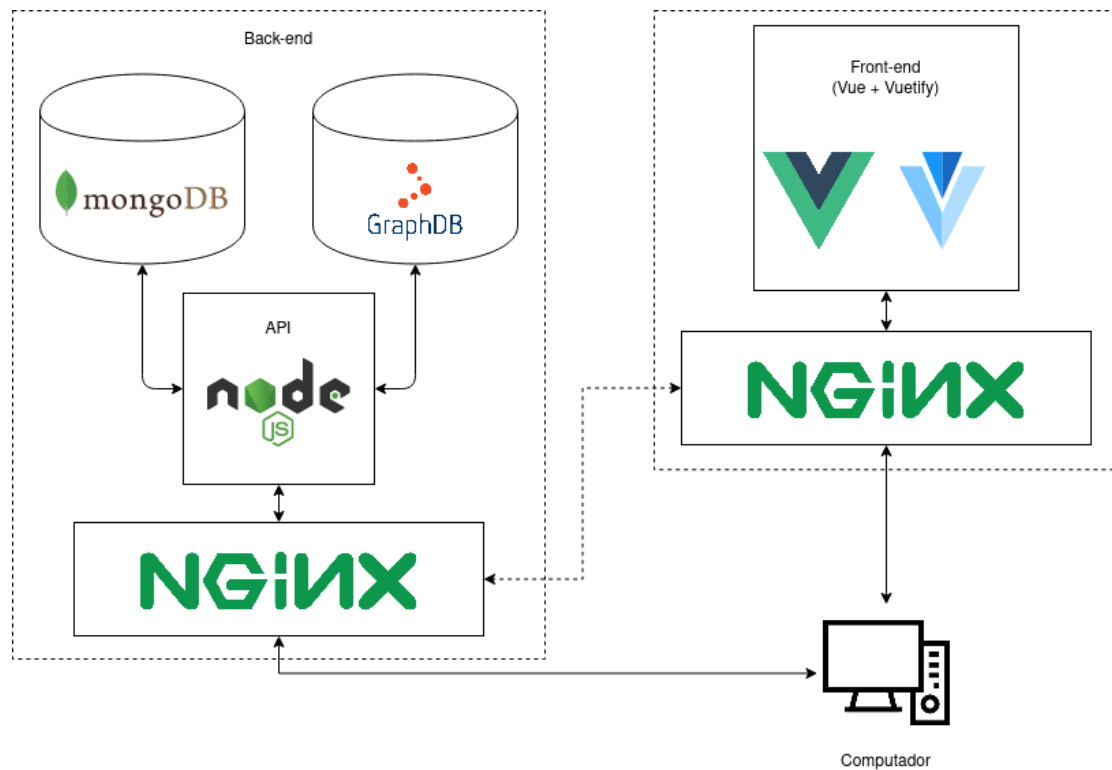 Back-end
mongoDB
GraphDB
API
node
JS
NGiNX
Front-end
(Vue + Vuetify)
NGiNX
Computador